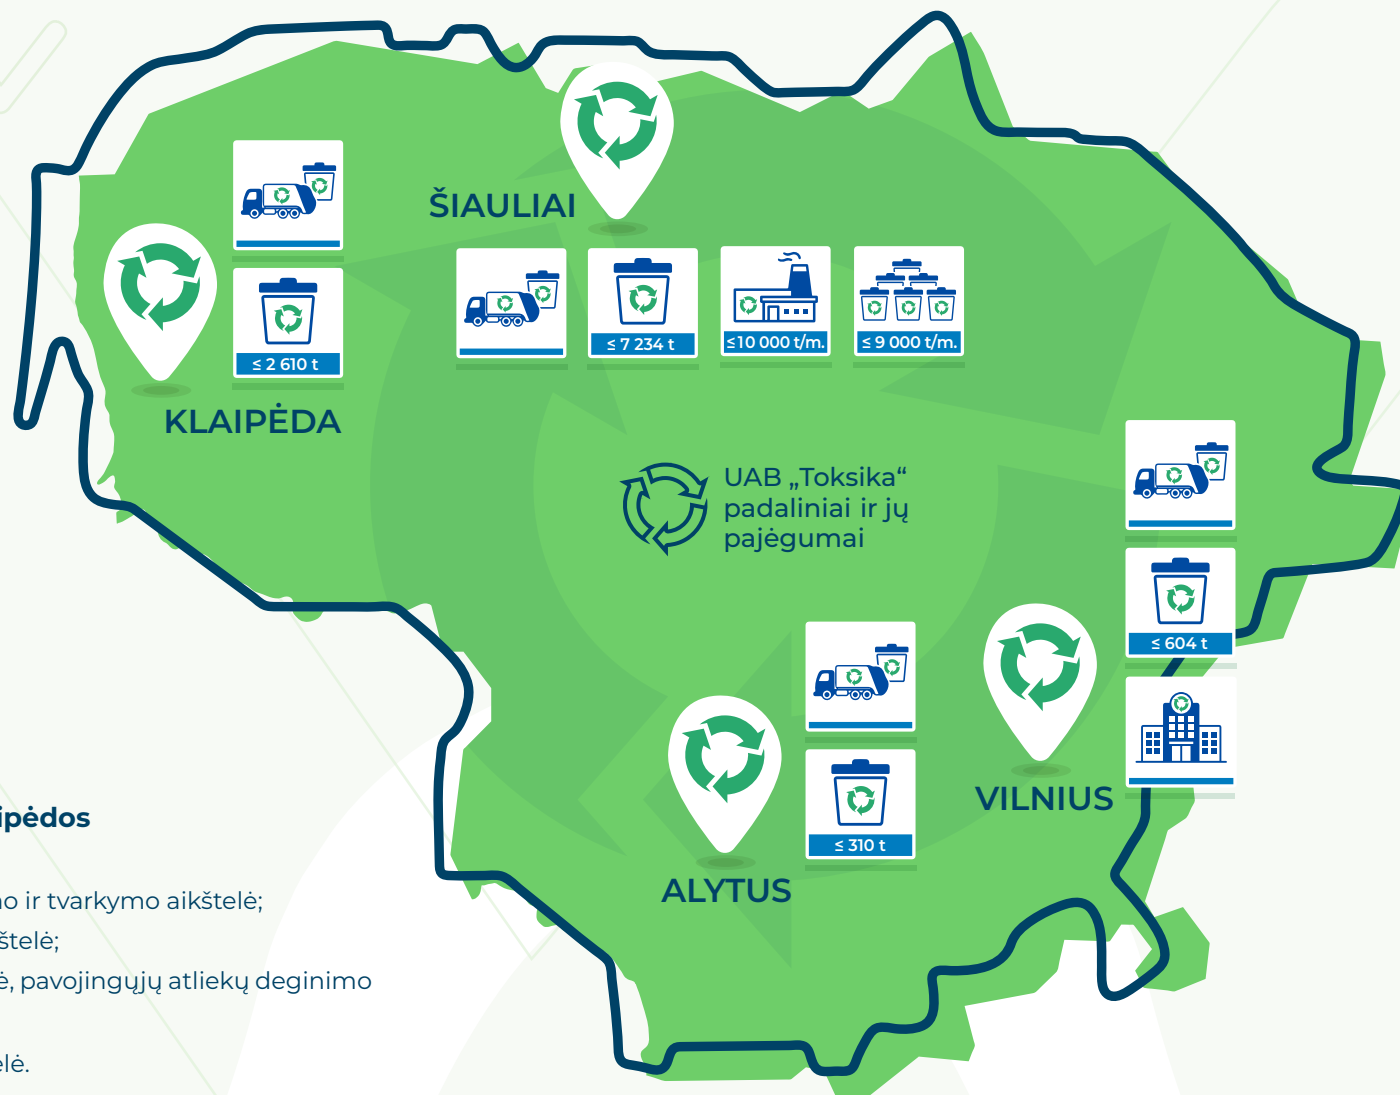 ŠIAULIAI
≤ 7 234 t
≤10 000 t/m.
≤ 9 000 t/m.
≤ 2 610 t
KLAIPĖDA
UAB „Toksika“
padaliniai ir jų
pajėgumai
≤ 604 t
VILNIUS
≤ 310 t
ALYTUS
ipėdos
o ir tvarkymo aikštelė;
štelė;
ė, pavojingųjų atliekų deginimo
elė.